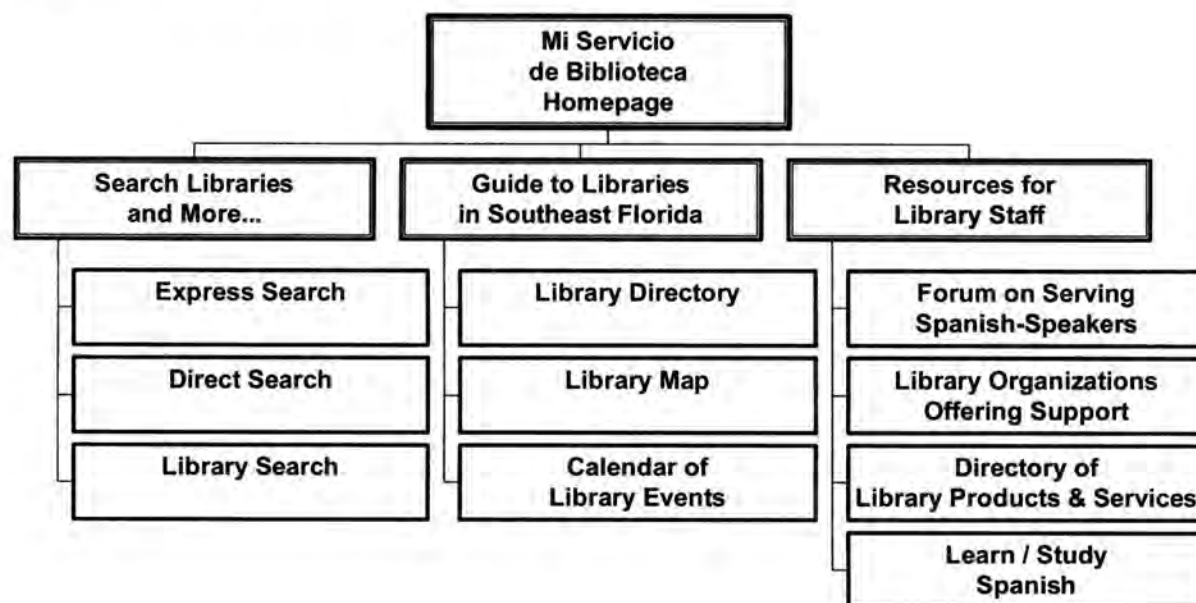 Mi Servicio
de Biblioteca
Homepage
Search Libraries
and More...
Guide to Libraries
in Southeast Florida
Resources for
Library Staff
Express Search
Direct Search
Library Search
Library Directory
Library Map
Calendar of
Library Events
Forum on Serving
Spanish-Speakers
Library Organizations
Offering Support
Directory of
Library Products & Services
Learn / Study
Spanish